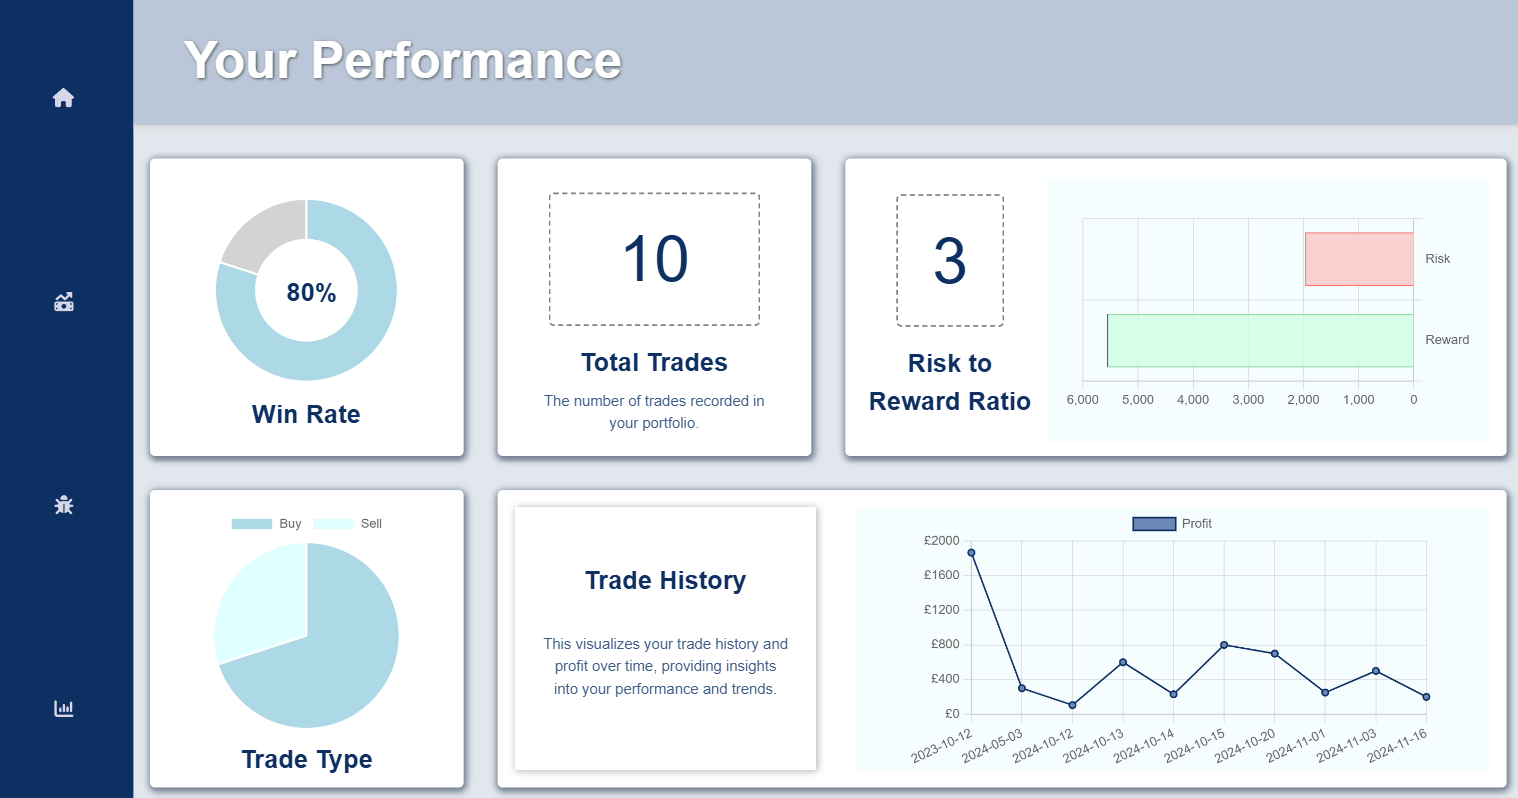 Your Performance
80%
Win Rate
10
Total Trades
The number of trades recorded in
your portfolio.
3
Risk to
Reward Ratio
Risk
Reward
6,000 5,000 4,000 3,000 2,000 1,000 0
Buy Sell
Trade Type
Trade History
This visualizes your trade history and
profit over time, providing insights
into your performance and trends.
Profit
£2000
£1600
£1200
£800
£400
£0
2023-10-12 2024-05-03 2024-10-12 2024-10-13 2024-10-14 2024-10-15 2024-10-20 2024-11-01 2024-11-03 2024-11-16